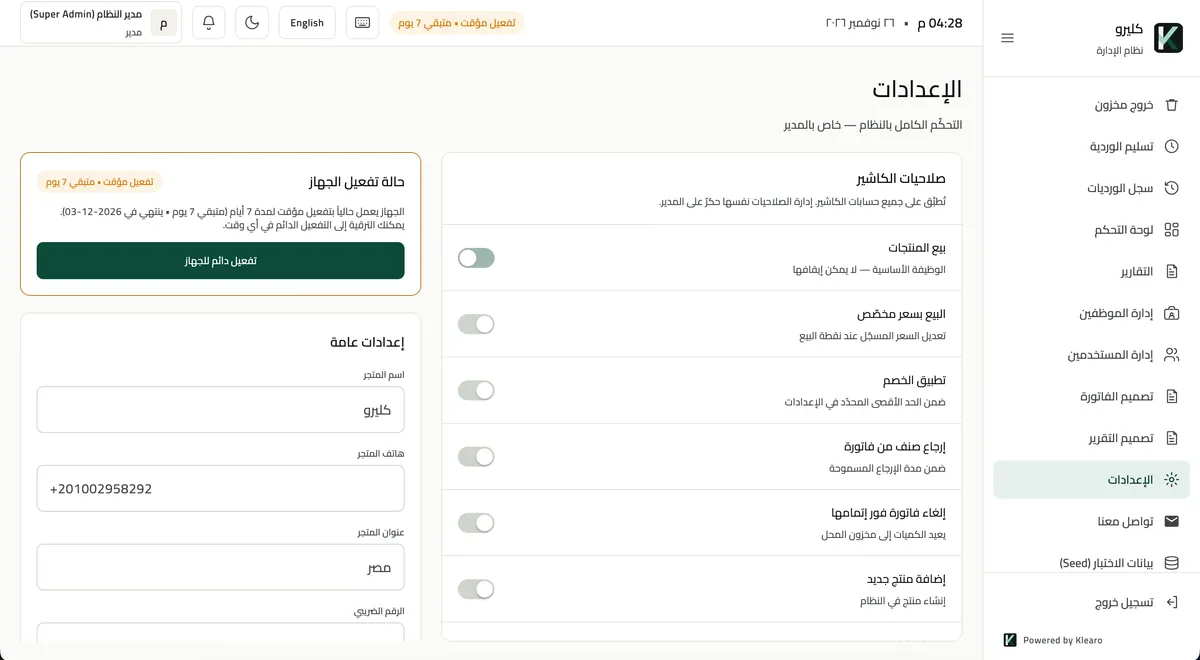 كليرو
نظام الإدارة
خروج مخزون
تسليم الوردية
سجل الورديات
لوحة التحكم
التقارير
إدارة الموظفين
إدارة المستخدمين
تصميم الفاتورة
تصميم التقرير
الإعدادات
تواصل معنا
بيانات الاختبار (Seed)
تسجيل خروج
Powered by Klearo
04:28 م • ٢٦ نوفمبر ٢٠٢٦
تفعيل مؤقت • متبقي 7 يوم
English
م
مدير النظام (Super Admin)
مدير
الإعدادات
التحكّم الكامل بالنظام — خاص بالمدير
صلاحيات الكاشير
تُطبّق على جميع حسابات الكاشير. إدارة الصلاحيات نفسها حكرٌ على المدير.
بيع المنتجات
الوظيفة الأساسية — لا يمكن إيقافها
البيع بسعر مخصّص
تعديل السعر المسجّل عند نقطة البيع
تطبيق الخصم
ضمن الحد الأقصى المحدّد في الإعدادات
إرجاع صنف من فاتورة
ضمن مدة الإرجاع المسموحة
إلغاء فاتورة فور إتمامها
يعيد الكميات إلى مخزون المحل
إضافة منتج جديد
إنشاء منتج في النظام
حالة تفعيل الجهاز
تفعيل مؤقت • متبقي 7 يوم
الجهاز يعمل حالياً بتفعيل مؤقت لمدة 7 أيام (متبقي 7 يوم • ينتهي في 2026-12-03).
يمكنك الترقية إلى التفعيل الدائم في أي وقت.
تفعيل دائم للجهاز
إعدادات عامة
اسم المتجر
كليرو
هاتف المتجر
+201002958292
عنوان المتجر
مصر
الرقم الضريبي